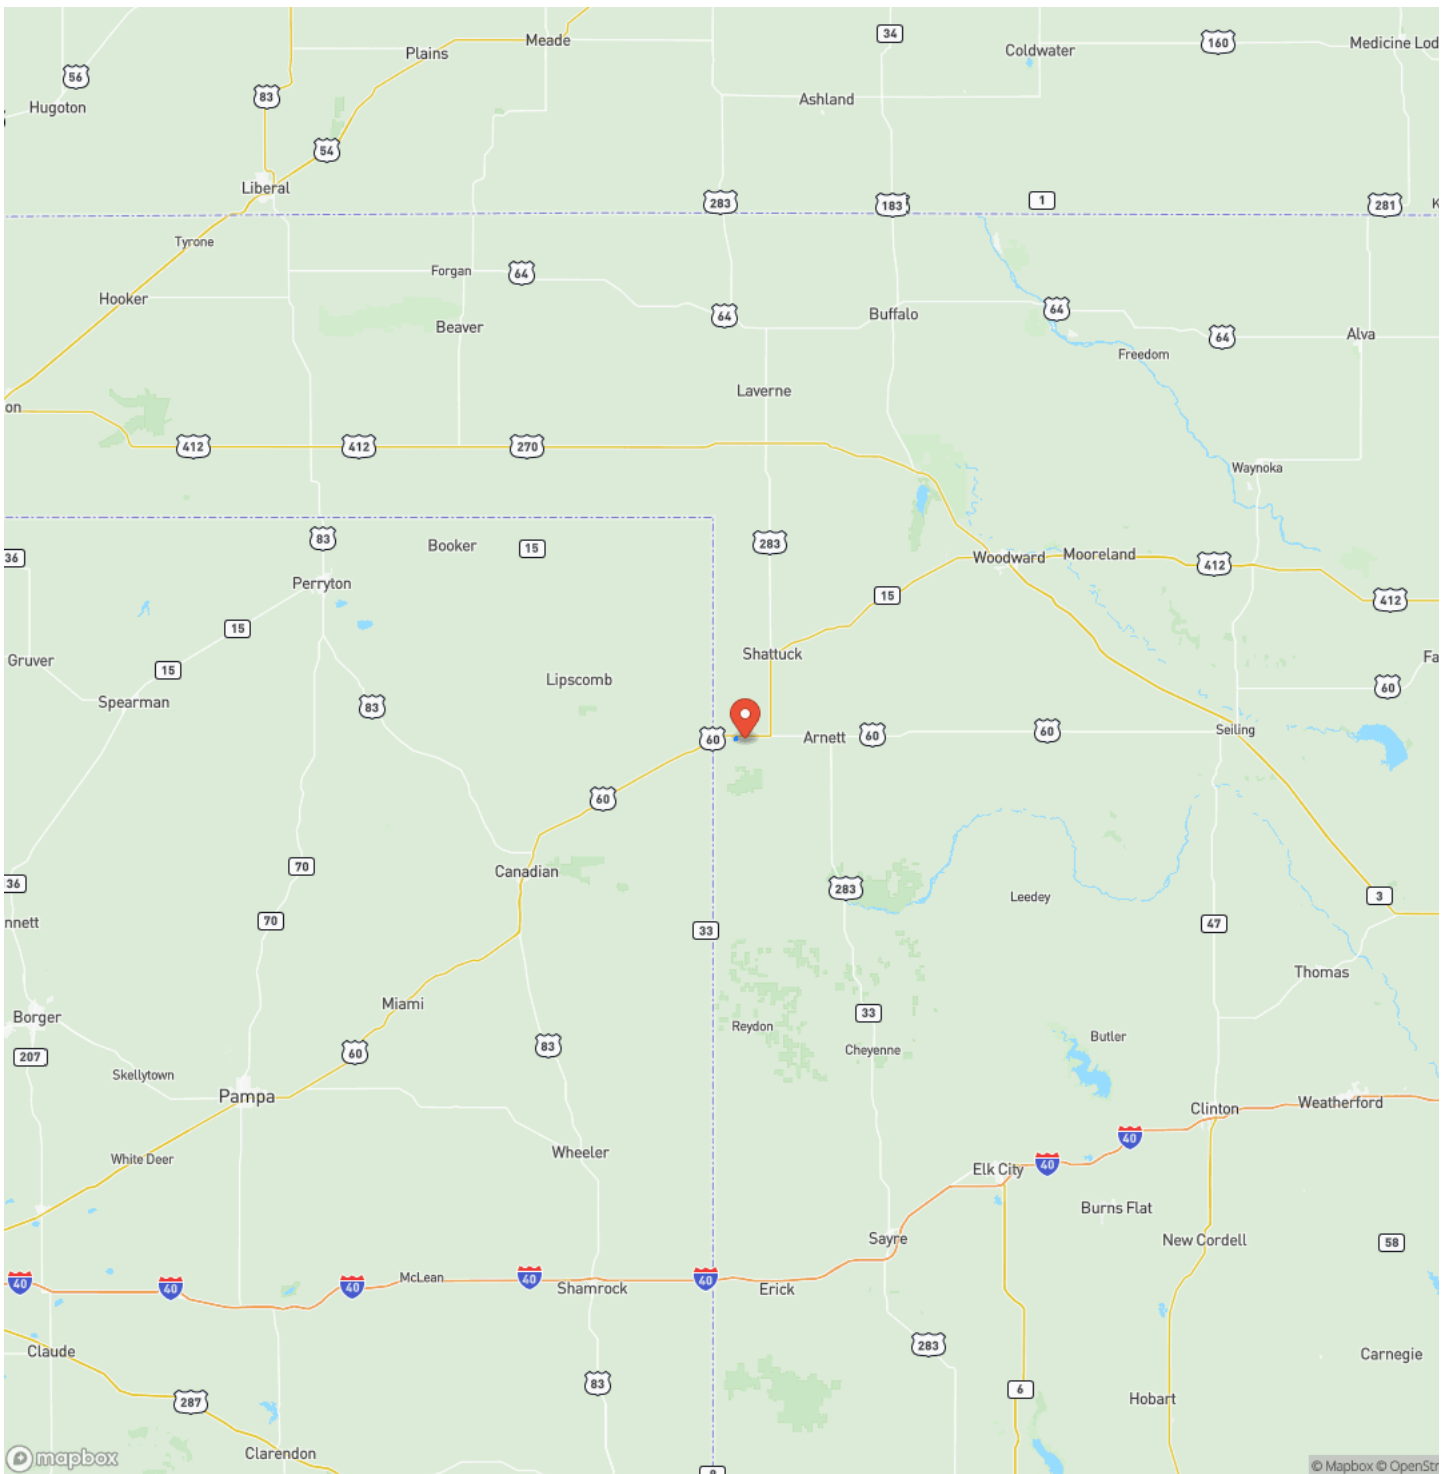 Meade
34
160
Plains
Coldwater
Medicine Lod
56
83
Hugoton
Ashland
54
Liberal
283
183
1
281
K
Tyrone
Forgan
64
Hooker
64
Buffalo
64
Beaver
64
Alva
Freedom
Laverne
on
412
412
270
Waynoka
83
Booker
15
283
36
Woodward
Mooreland
412
Perryton
15
412
15
Shattuck
Gruver
15
Lipscomb
Fa
60
Spearman
83
60
Arnett
60
60
Seiling
60
70
Canadian
36
283
Leedey
3
nnett
70
33
47
Thomas
Miami
Borger
33
Reydon
Butler
207
60
83
Cheyenne
Skellytown
Pampa
Clinton
Weatherford
40
White Deer
Wheeler
Elk City
40
Burns Flat
Sayre
New Cordell
58
40
40
40
McLean
40
Shamrock
40
Erick
283
Claude
Carnegie
83
6
287
Hobart
Clarendon
mapbox
© Mapbox © OpenStr